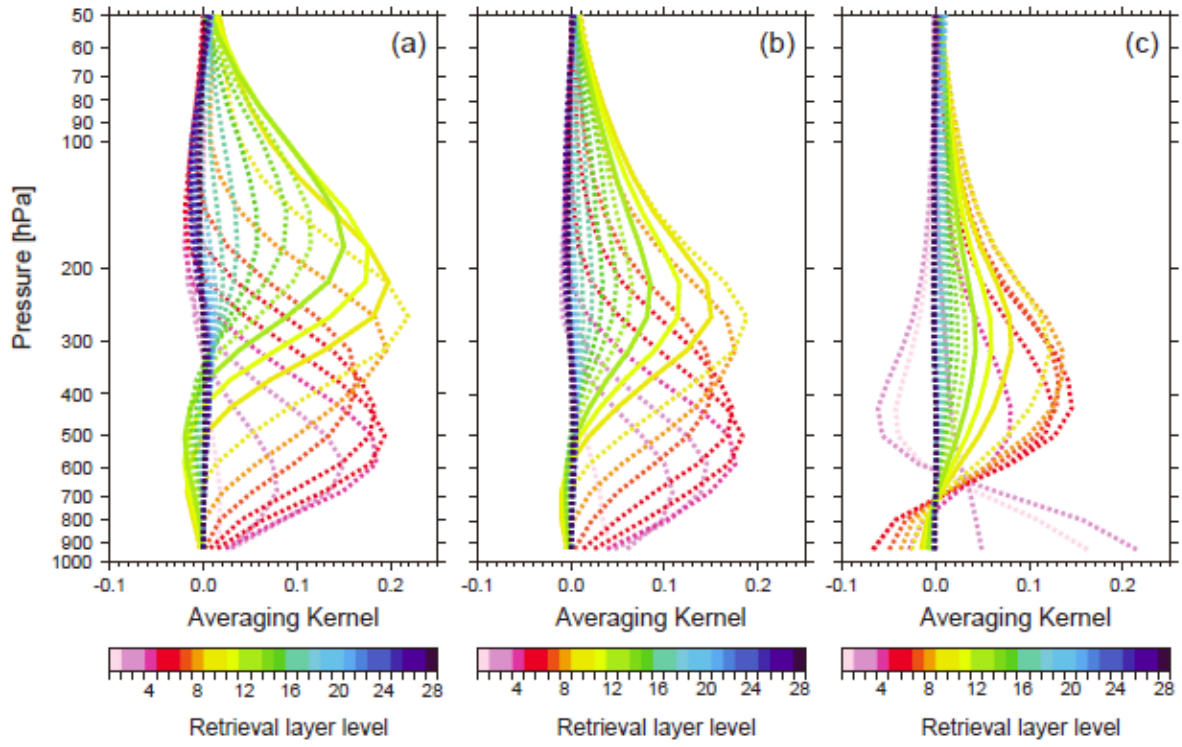 (a) (b) (c)
50
60
70
80
90
100
200
300
400
500
600
700
800
900
1000
Pressure [hPa]
-0.1 0.0 0.1 0.2 -0.1 0.0 0.1 0.2 -0.1 0.0 0.1 0.2
Averaging Kernel Averaging Kernel Averaging Kernel
4 8 12 16 20 24 28 4 8 12 16 20 24 28 4 8 12 16 20 24 28
Retrieval layer level Retrieval layer level Retrieval layer level